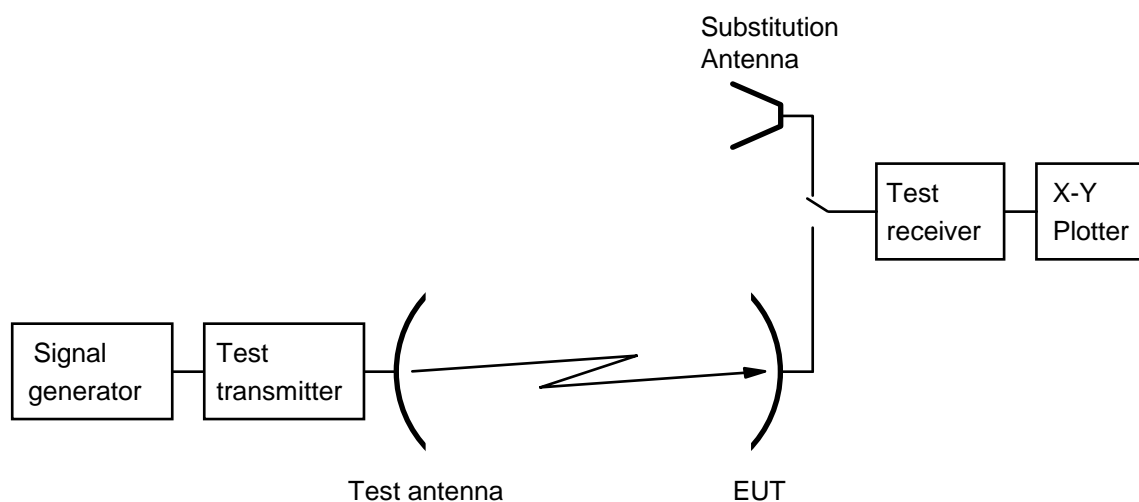 Substitution
Antenna
Test
receiver
X-Y
Plotter
Signal
generator
Test
transmitter
Test antenna
EUT